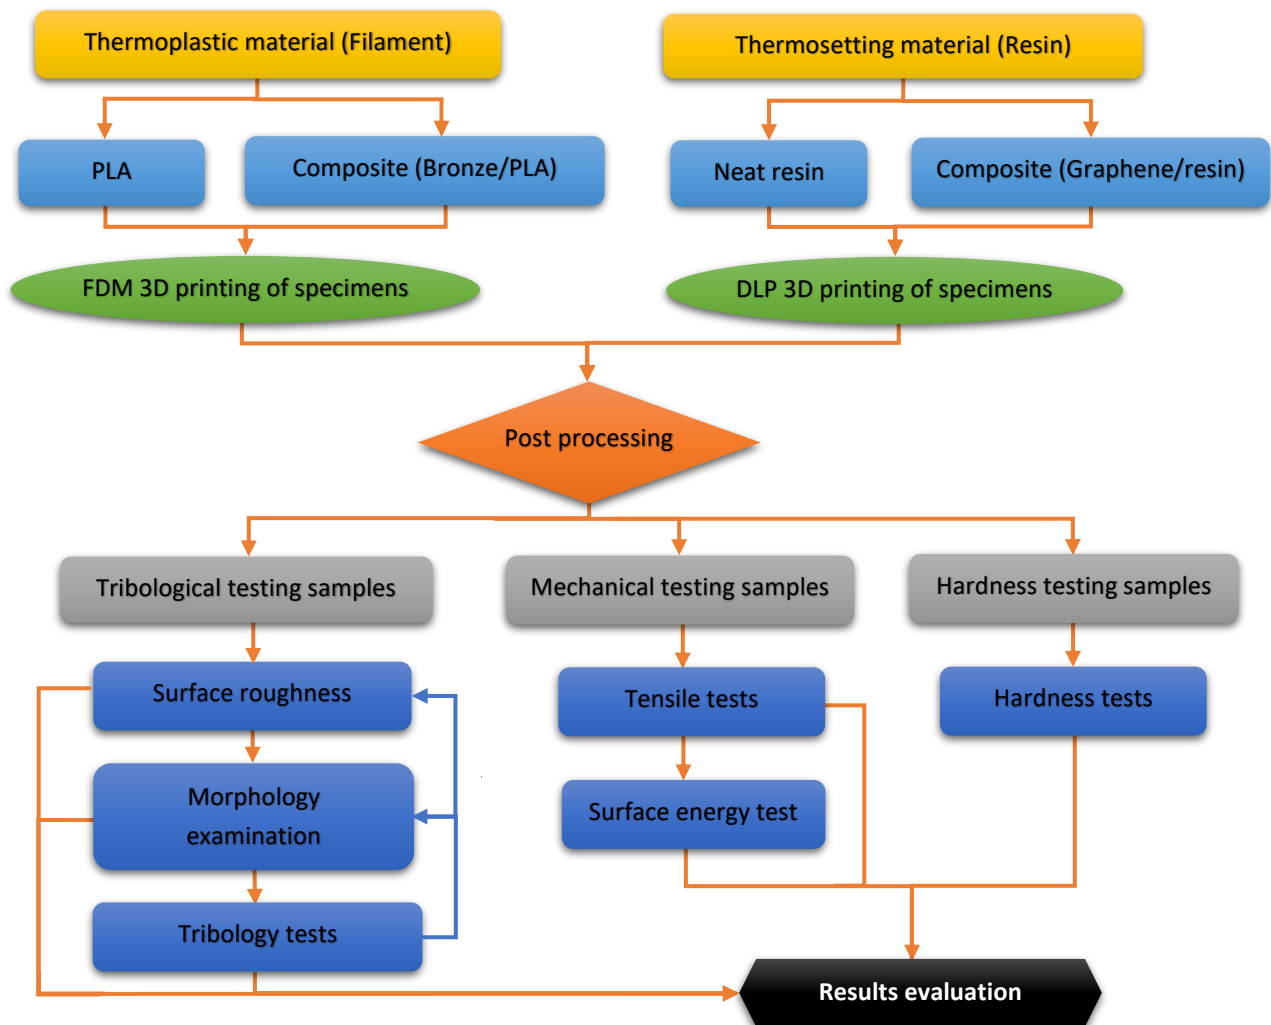 Thermoplastic material (Filament)
Thermosetting material (Resin)
PLA
Composite (Bronze/PLA)
Neat resin
Composite (Graphene/resin)
FDM 3D printing of specimens
DLP 3D printing of specimens
Post processing
Tribological testing samples
Mechanical testing samples
Hardness testing samples
Surface roughness
Tensile tests
Hardness tests
Morphology
examination
Surface energy test
Tribology tests
Results evaluation